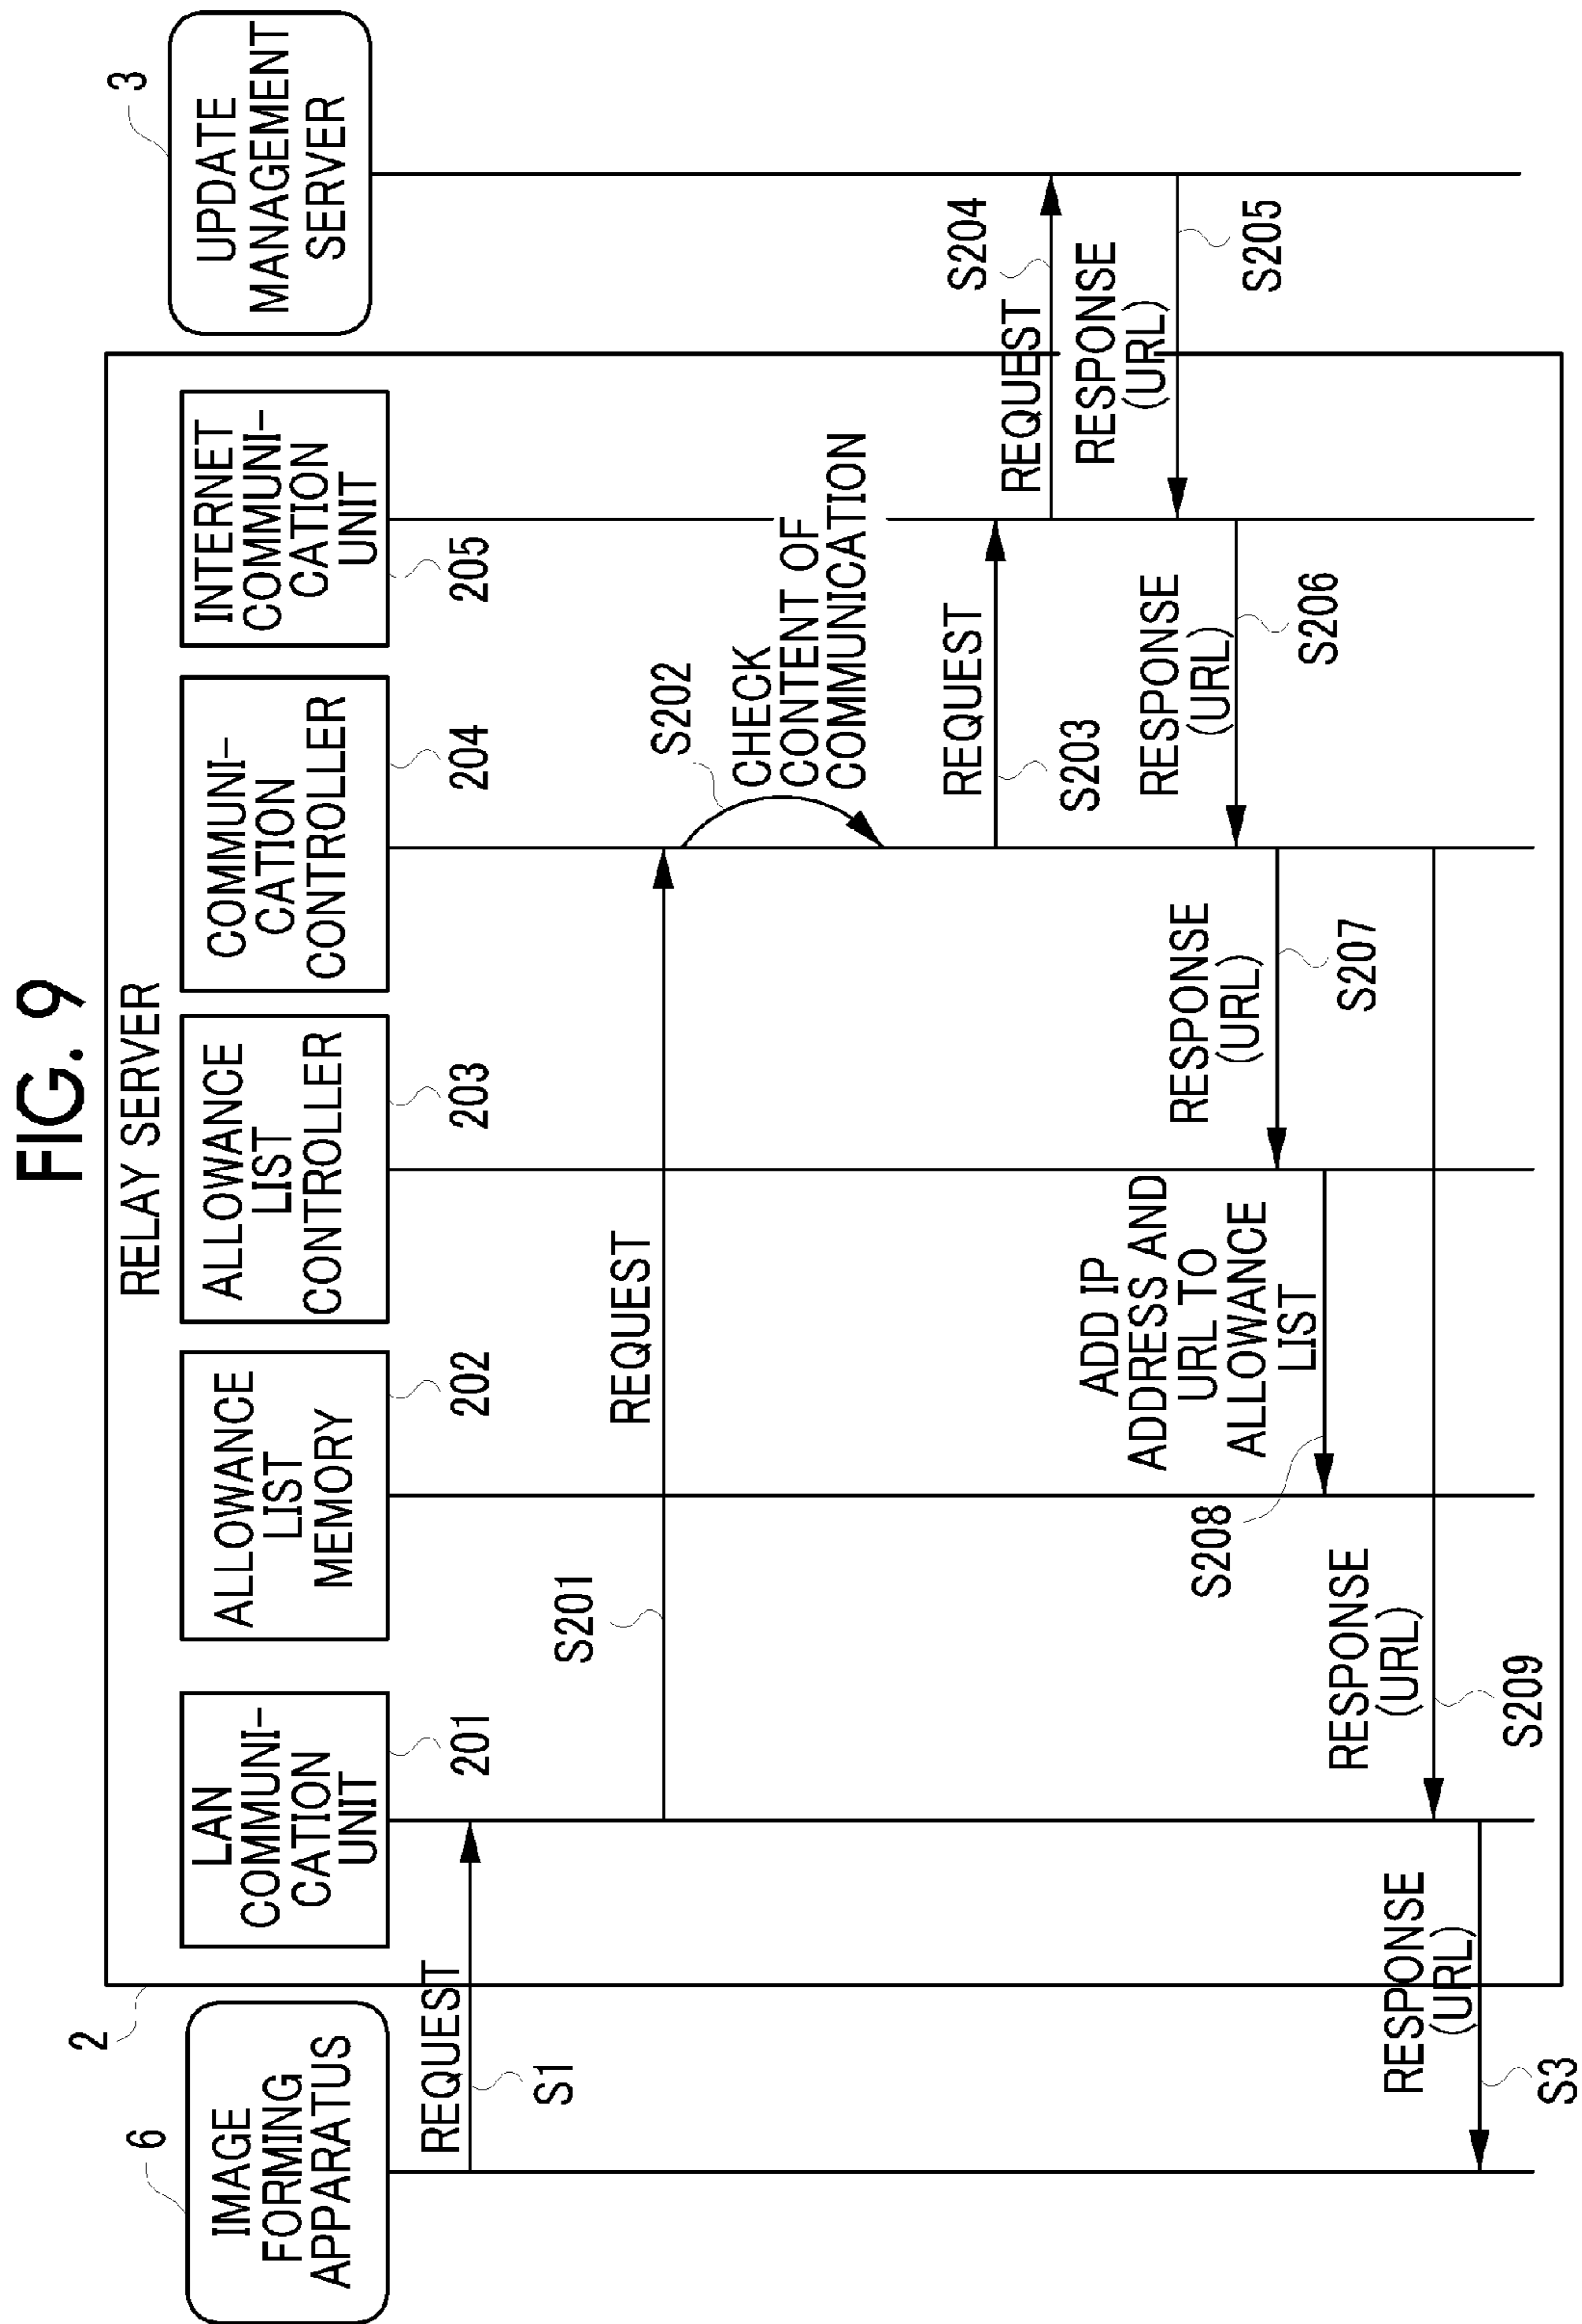 FIG. 9
RELAY SERVER
2
6
IMAGE
FORMING
APPARATUS
LAN
COMMUNI-
CATION
UNIT
201
ALLOWANCE
LIST
MEMORY
202
ALLOWANCE
LIST
CONTROLLER
203
COMMUNI-
CATION
CONTROLLER
204
INTERNET
COMMUNI-
CATION
UNIT
205
3
UPDATE
MANAGEMENT
SERVER
REQUEST
S1
REQUEST
S201
S202
CHECK
CONTENT OF
COMMUNICATION
REQUEST
S203
REQUEST
S204
RESPONSE
(URL)
S205
RESPONSE
(URL)
S206
RESPONSE
(URL)
S207
ADD IP
ADDRESS AND
URL TO
ALLOWANCE
LIST
S208
RESPONSE
(URL)
S209
RESPONSE
(URL)
S3